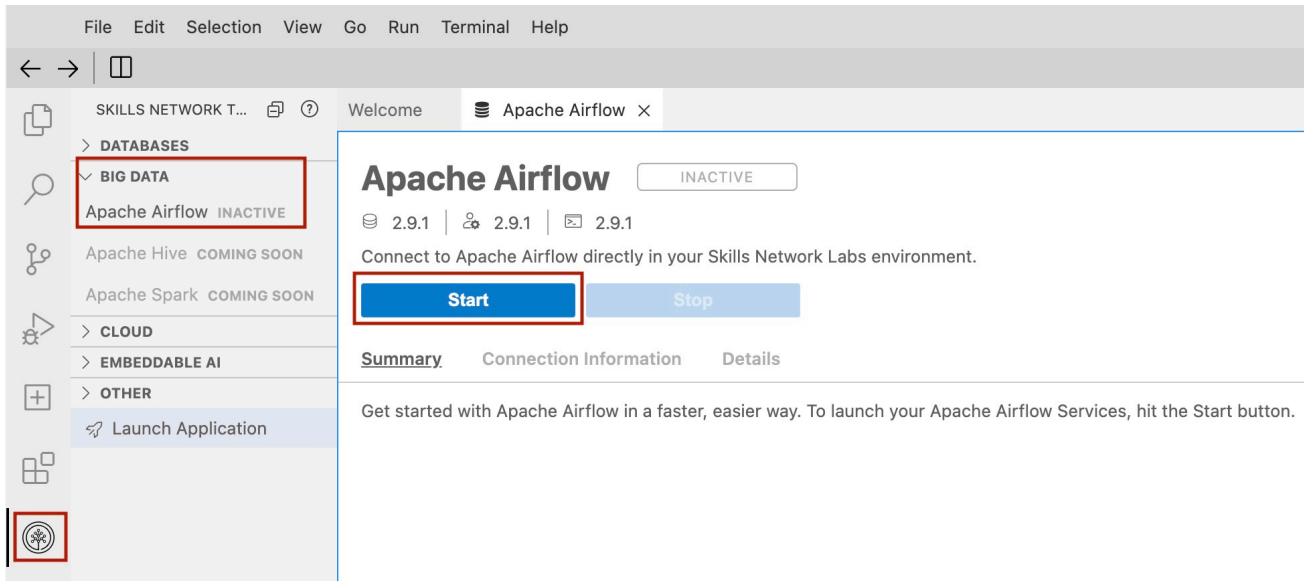 File Edit Selection View Go Run Terminal Help
SKILLS NETWORK T...
DATABASES
BIG DATA
Apache Airflow INACTIVE
Apache Hive COMING SOON
Apache Spark COMING SOON
CLOUD
EMBEDDABLE AI
OTHER
Launch Application
Welcome Apache Airflow
Apache Airflow INACTIVE
2.9.1 2.9.1 2.9.1
Connect to Apache Airflow directly in your Skills Network Labs environment.
Start Stop
Summary Connection Information Details
Get started with Apache Airflow in a faster, easier way. To launch your Apache Airflow Services, hit the Start button.